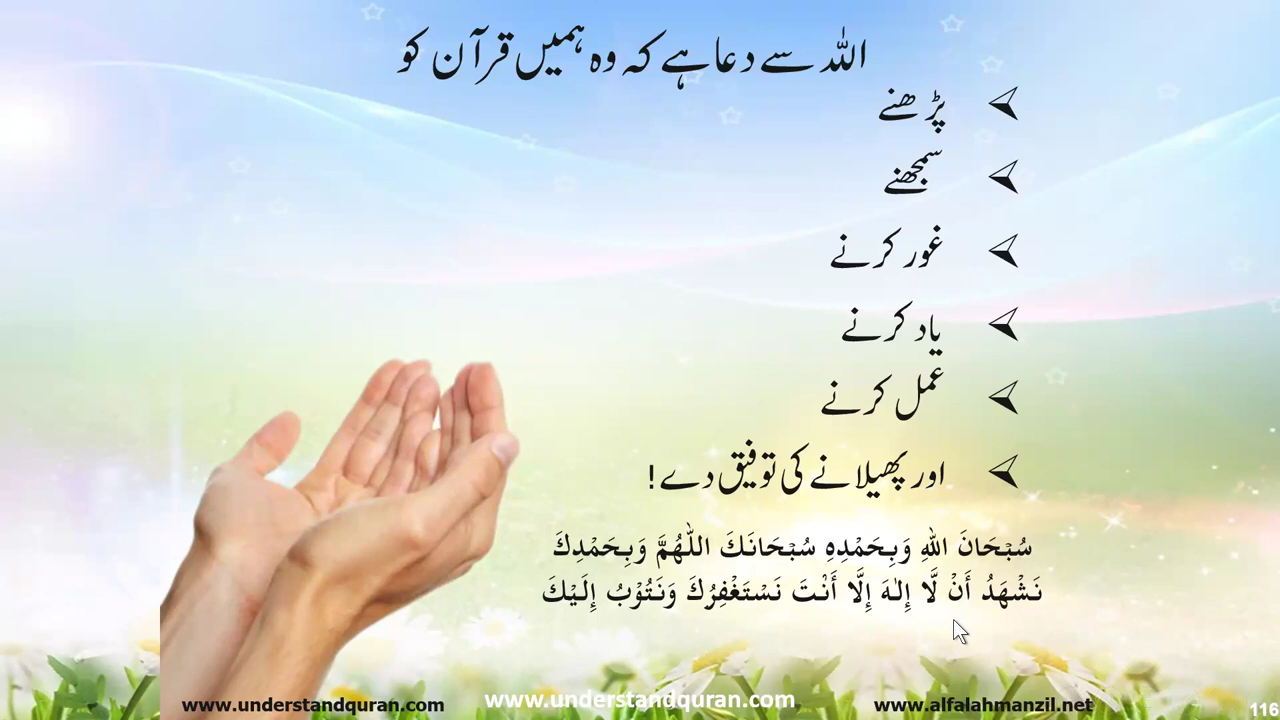 اللہ سے دعا ہے کہ وہ ہمیں قرآن کو
پڑھنے
سمجھنے
غور کرنے
یاد کرنے
عمل کرنے
اور پھیلانے کی توفیق دے!
سُبْحَانَ اللهِ وَبِحَمْدِهِ سُبْحَانَكَ اللّٰهُمَّ وَبِحَمْدِكَ
نَشْهَدُ أَنْ لَّا إِلٰهَ إِلَّا أَنْتَ نَسْتَغْفِرُكَ وَنَتُوْبُ إِلَيْكَ
www.understandquran.com
www.understandquran.com
www.alfalahmanzil.net
116